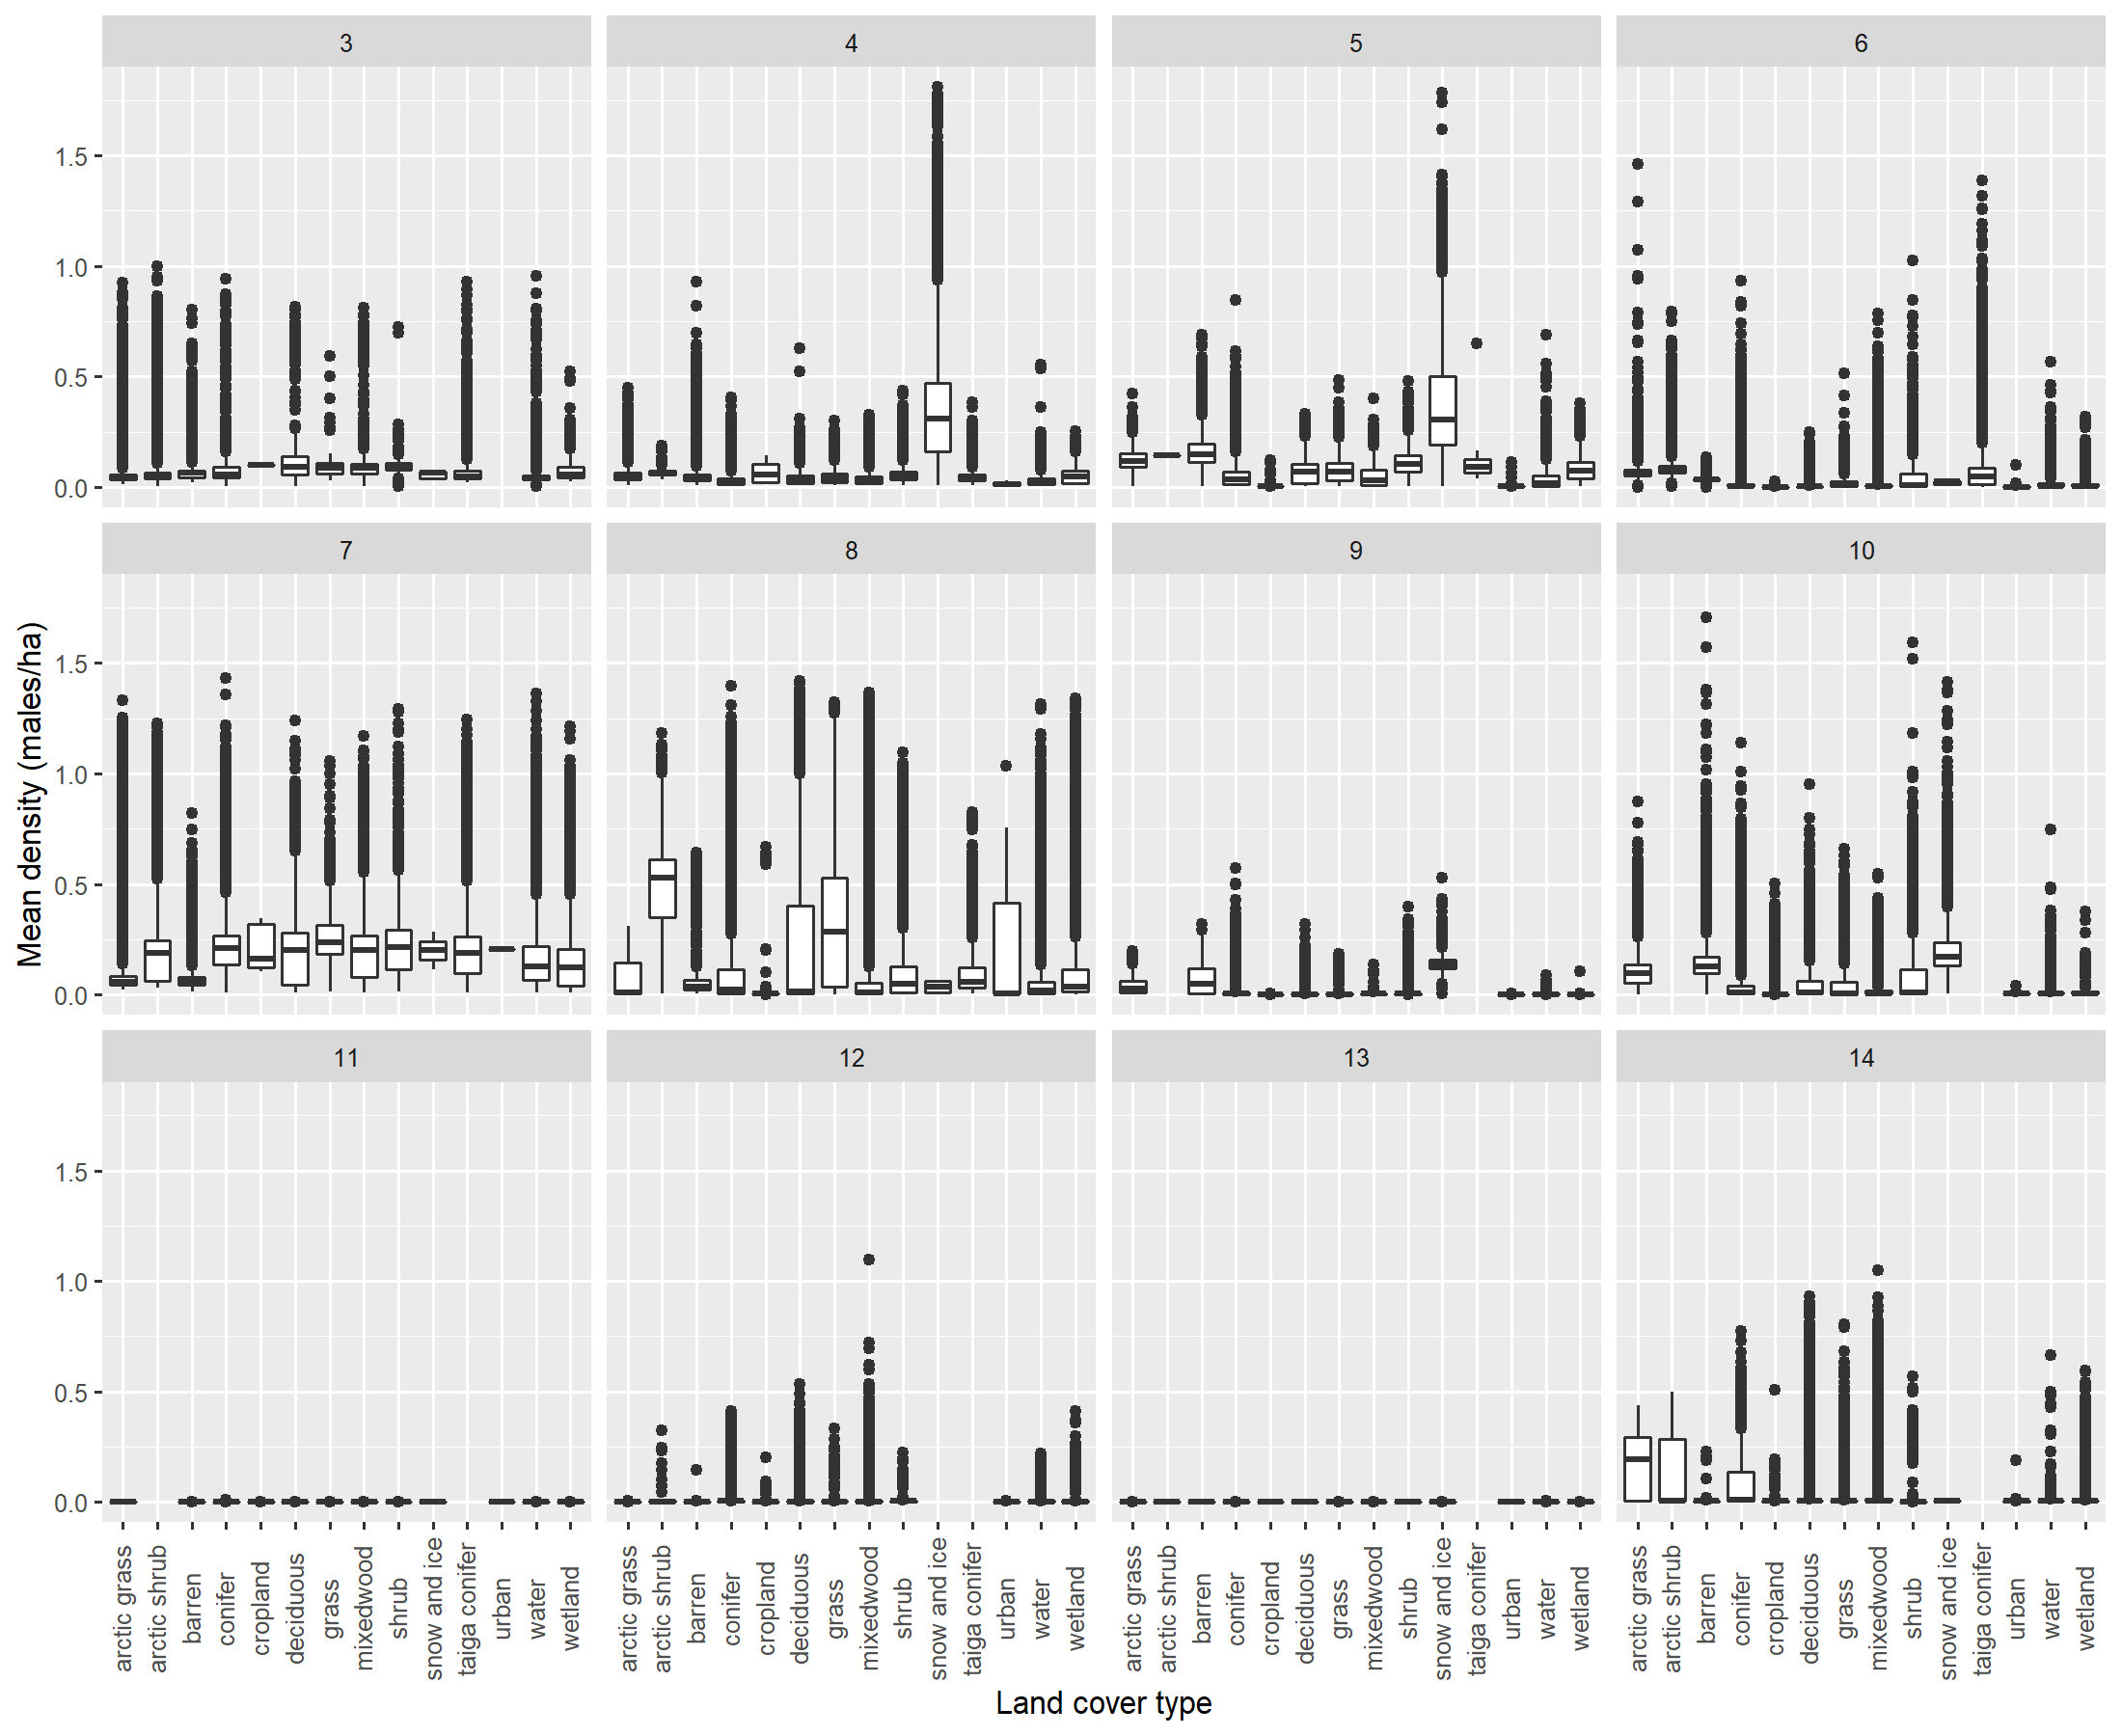 3 4 5 6
1.5
1.0
0.5
0.0
7 8 9 10
1.5
1.0
0.5
0.0
Mean density (males/ha)
11 12 13 14
1.5
1.0
0.5
0.0
arctic grass arctic shrub barren conifer cropland deciduous grass mixedwood shrub snow and ice taiga conifer urban water wetland
arctic grass arctic shrub barren conifer cropland deciduous grass mixedwood shrub snow and ice taiga conifer urban water wetland
arctic grass arctic shrub barren conifer cropland deciduous grass mixedwood shrub snow and ice taiga conifer urban water wetland
arctic grass arctic shrub barren conifer cropland deciduous grass mixedwood shrub snow and ice taiga conifer urban water wetland
Land cover type